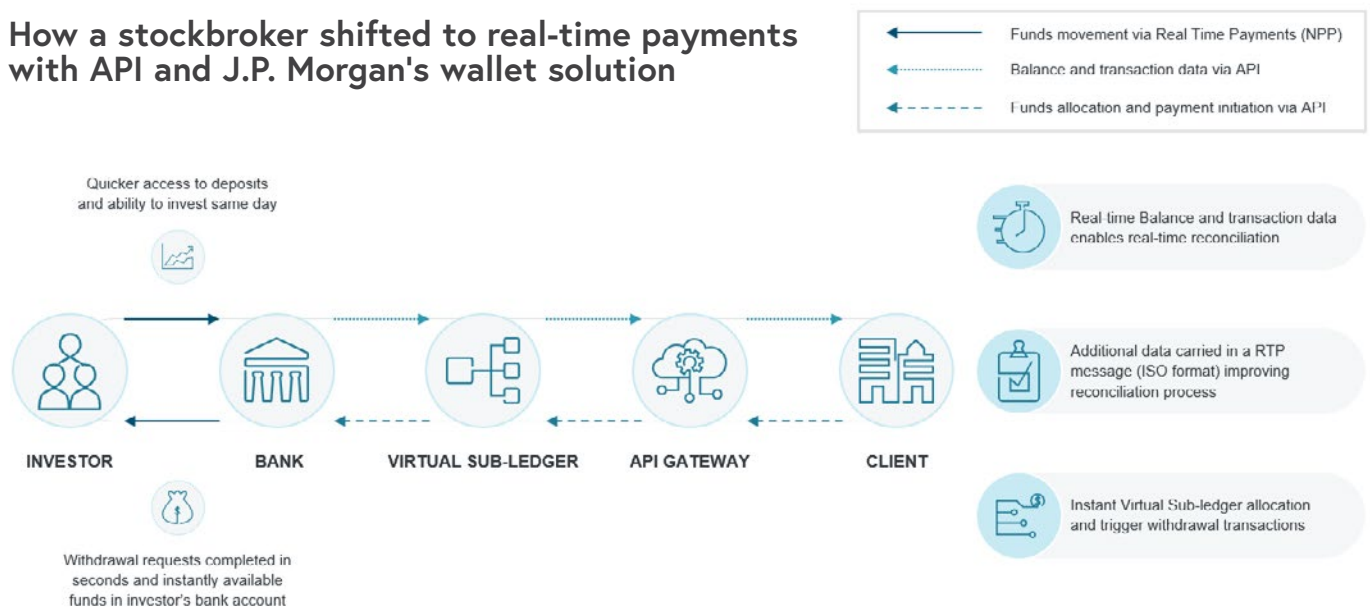 How a stockbroker shifted to real-time payments
with API and J.P. Morgan's wallet solution
Funds movement via Real Time Payments (NPP)
Balance and transaction data via API
Funds allocation and payment initiation via API
Quicker access to deposits
and ability to invest same day
INVESTOR
BANK
VIRTUAL SUB-LEDGER
API GATEWAY
CLIENT
Withdrawal requests completed in
seconds and instantly available
funds in investor's bank account
Real-time Balance and transaction data
enables real-time reconciliation
Additional data carried in a RTP
message (ISO format) improving
reconciliation process
Instant Virtual Sub-ledger allocation
and trigger withdrawal transactions